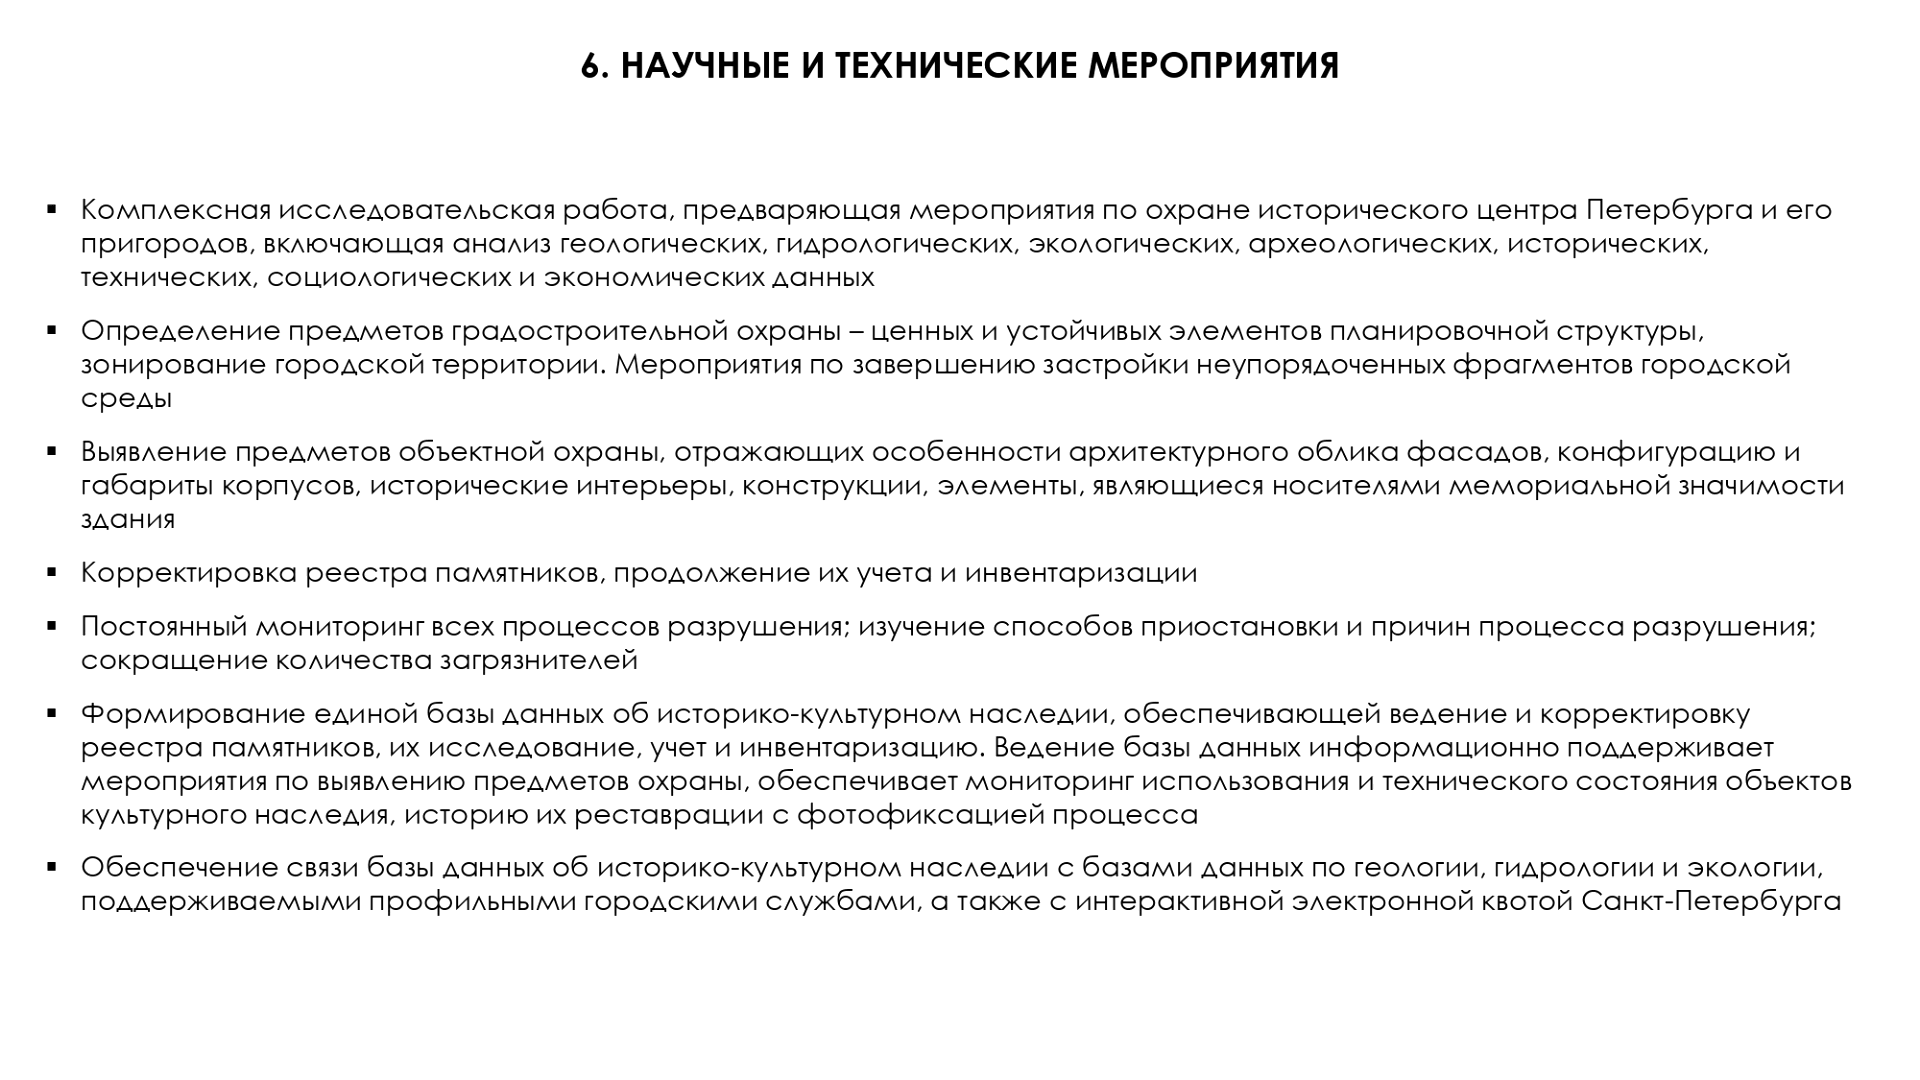 6. НАУЧНЫЕ И ТЕХНИЧЕСКИЕ МЕРОПРИЯТИЯ
▪ Комплексная исследовательская работа, предваряющая мероприятия по охране исторического центра Петербурга и его
пригородов, включающая анализ геологических, гидрологических, экологических, археологических, исторических,
технических, социологических и экономических данных
▪ Определение предметов градостроительной охраны – ценных и устойчивых элементов планировочной структуры,
зонирование городской территории. Мероприятия по завершению застройки неупорядоченных фрагментов городской
среды
▪ Выявление предметов объектной охраны, отражающих особенности архитектурного облика фасадов, конфигурацию и
габариты корпусов, исторические интерьеры, конструкции, элементы, являющиеся носителями мемориальной значимости
здания
▪ Корректировка реестра памятников, продолжение их учета и инвентаризации
▪ Постоянный мониторинг всех процессов разрушения; изучение способов приостановки и причин процесса разрушения;
сокращение количества загрязнителей
▪ Формирование единой базы данных об историко-культурном наследии, обеспечивающей ведение и корректировку
реестра памятников, их исследование, учет и инвентаризацию. Ведение базы данных информационно поддерживает
мероприятия по выявлению предметов охраны, обеспечивает мониторинг использования и технического состояния объектов
культурного наследия, историю их реставрации с фотофиксацией процесса
▪ Обеспечение связи базы данных об историко-культурном наследии с базами данных по геологии, гидрологии и экологии,
поддерживаемыми профильными городскими службами, а также с интерактивной электронной квотой Санкт-Петербурга